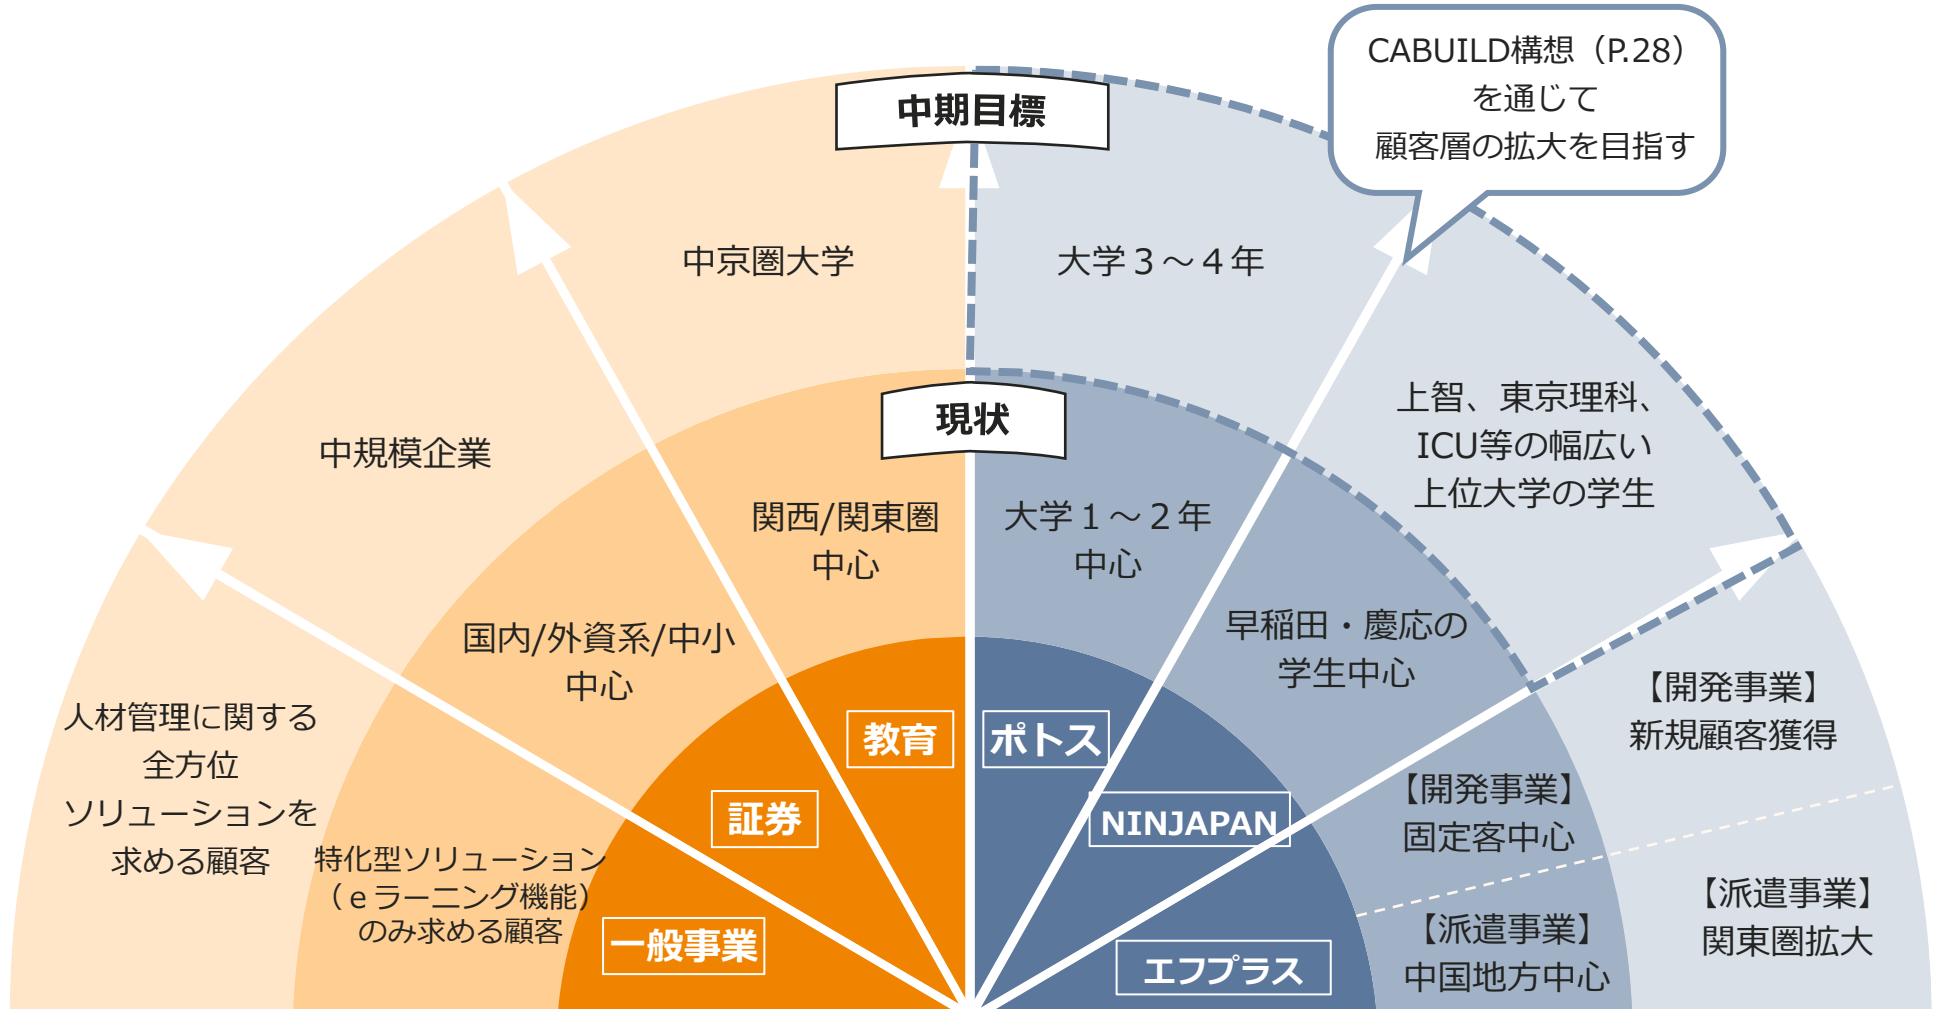 CABUILD構想（P.28）
を通じて
顧客層の拡大を目指す
中期目標
中京圏大学
大学３～４年
中規模企業
上智、東京理科、
ICU等の幅広い
上位大学の学生
現状
関西/関東圏
中心
大学１～２年
中心
国内/外資系/中小
中心
早稲田・慶応の
学生中心
人材管理に関する
全方位
ソリューションを
求める顧客
【開発事業】
新規顧客獲得
教育
ポトス
証券
NINJAPAN
【開発事業】
固定客中心
特化型ソリューション
（ｅラーニング機能）
のみ求める顧客
【派遣事業】
関東圏拡大
一般事業
エフプラス
【派遣事業】
中国地方中心